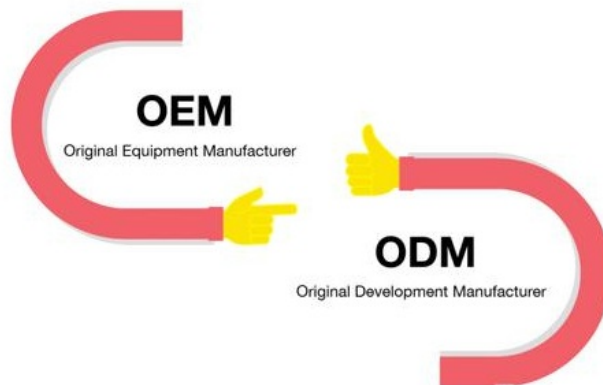 OEM
Original Equipment Manufacturer
ODM
Original Development Manufacturer